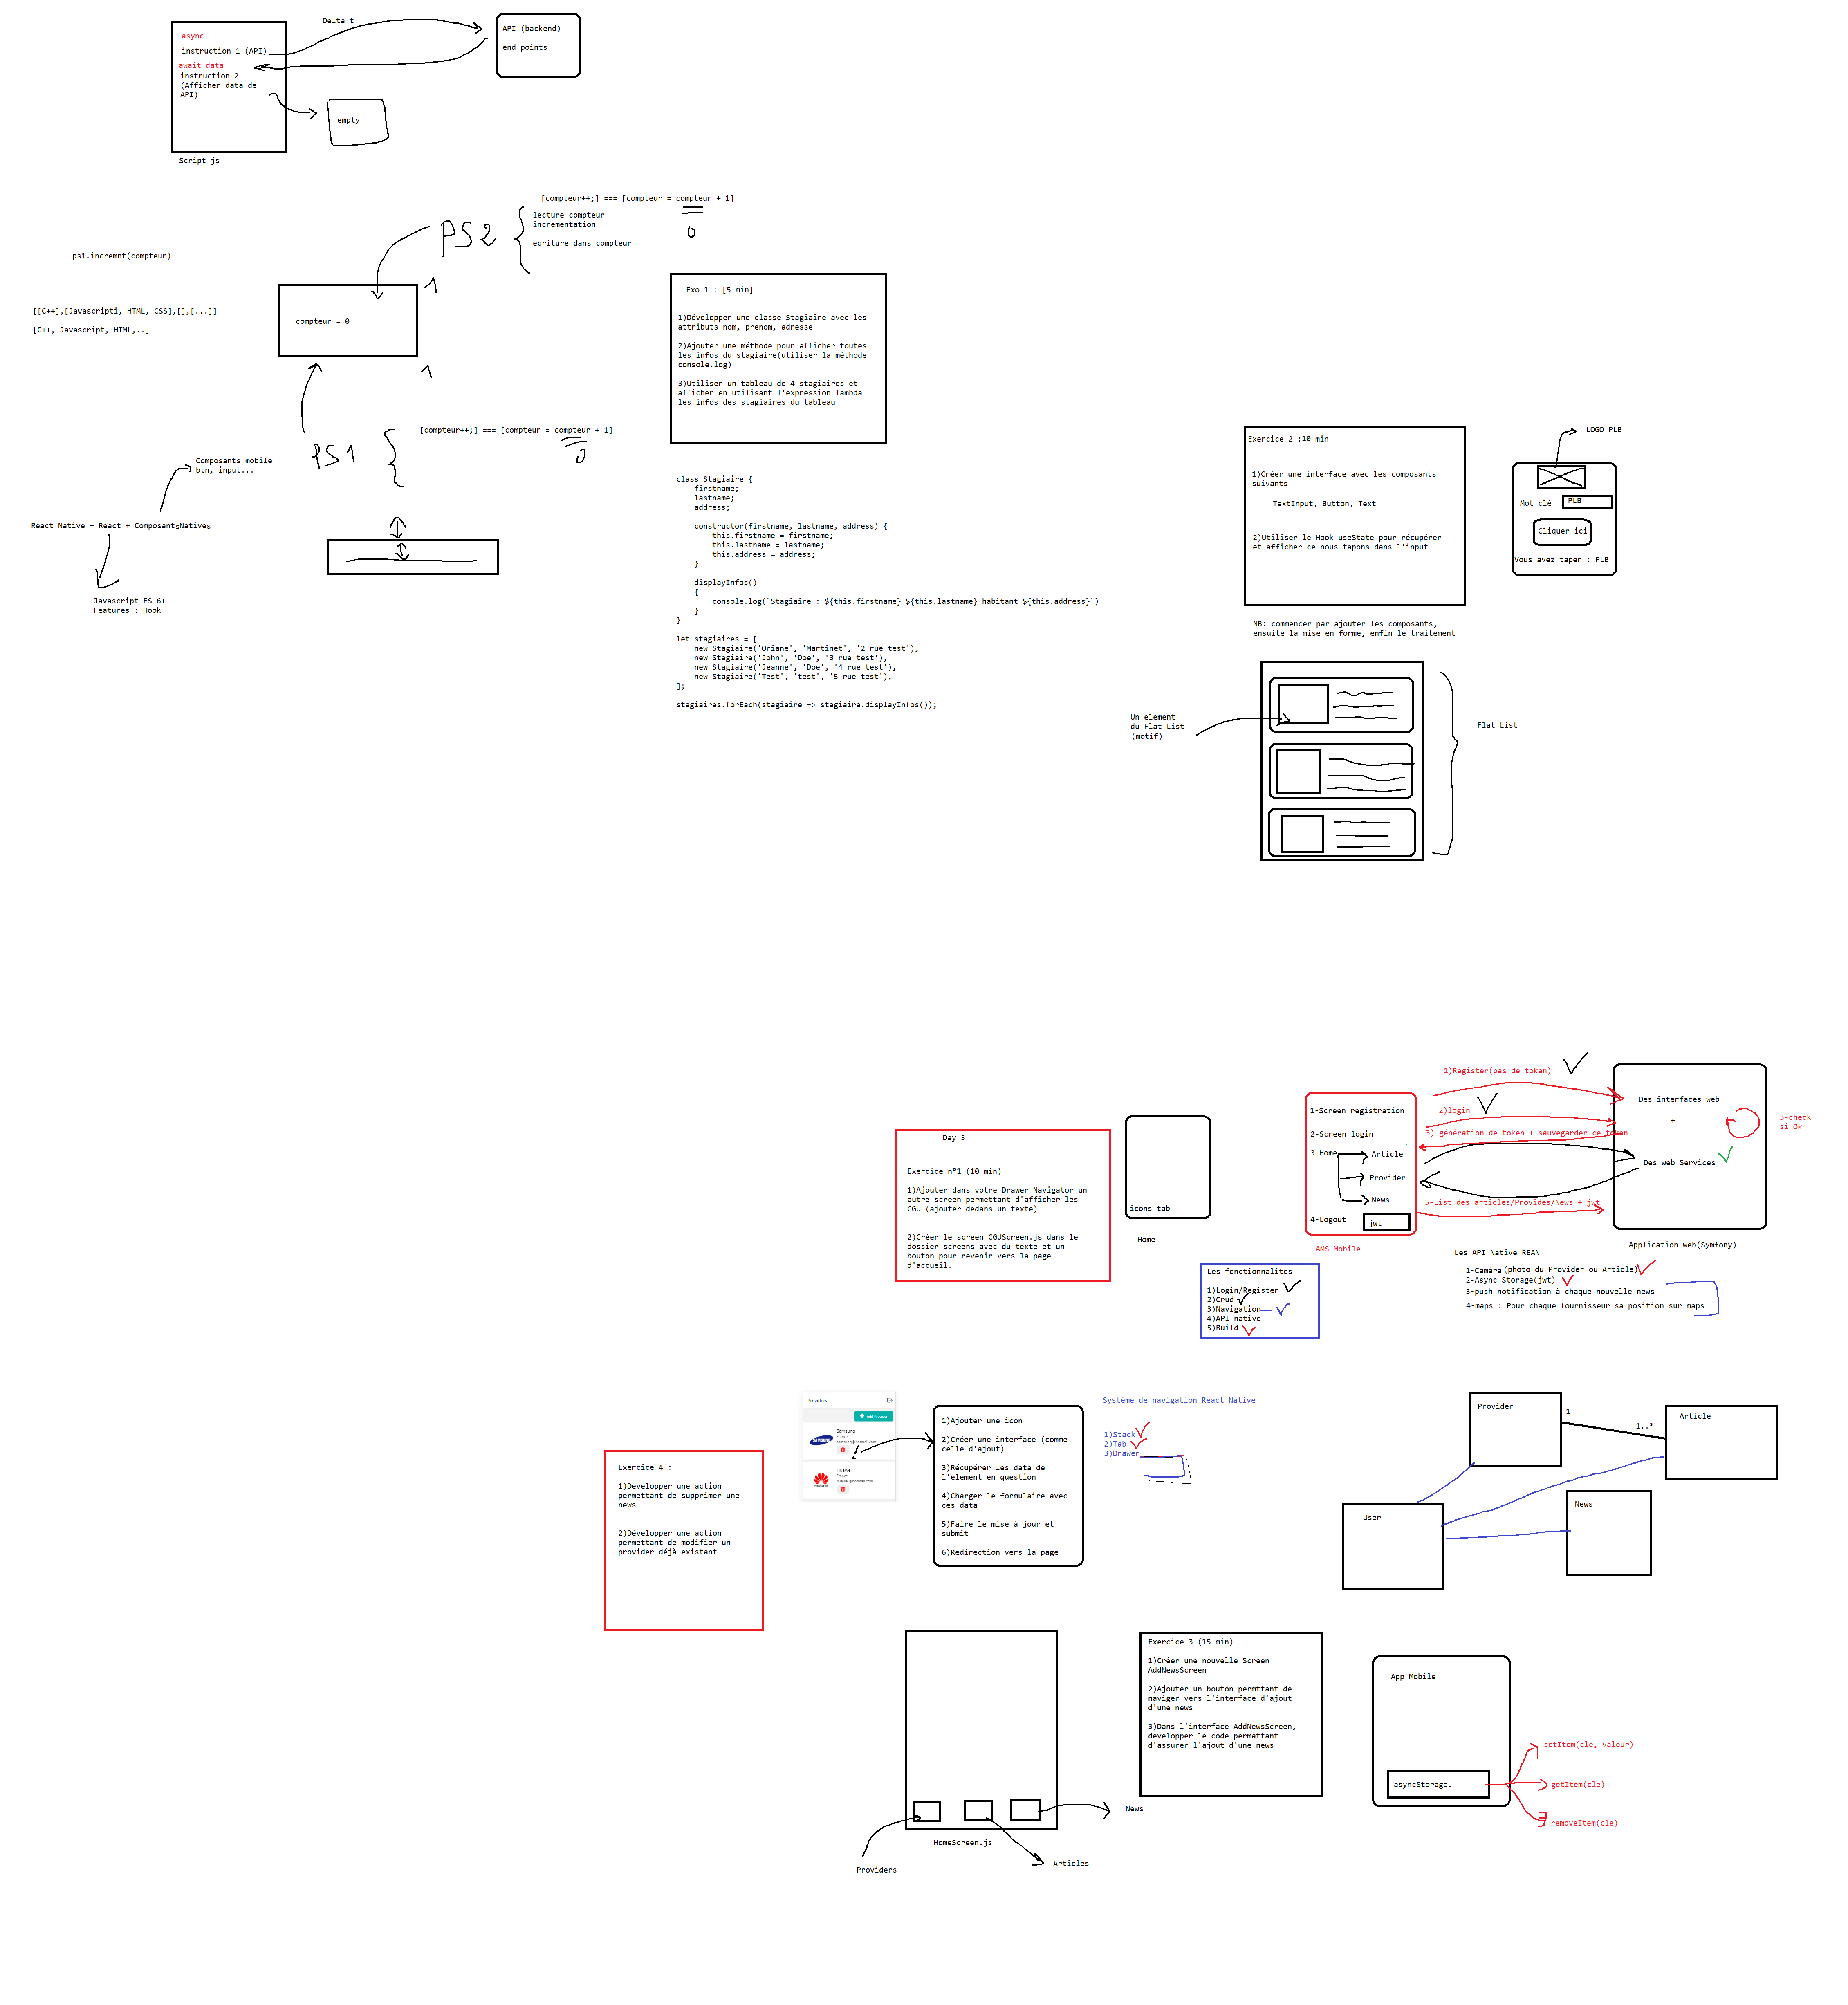 Delta t
async
instruction 1 (API)
await data
instruction 2
(Afficher data de
API)
Script js
API (backend)
end points
empty
[compteur++;] === [compteur = compteur + 1]
0
PS2
lecture compteur
incrementation
ecriture dans compteur
ps1.incremnt(compteur)
1
[[C++],[Javascripti, HTML, CSS],[],[...]]
[C++, Javascript, HTML,..]
compteur = 0
1
[compteur++;] === [compteur = compteur + 1]
0
PS1
Composants mobile
btn, input...
React Native = React + ComposantsNatives
Javascript ES 6+
Features : Hook
Exo 1 : [5 min]
1)Développer une classe Stagiaire avec les
attributs nom, prenom, adresse
2)Ajouter une méthode pour afficher toutes
les infos du stagiaire(utiliser la méthode
console.log)
3)Utiliser un tableau de 4 stagiaires et
afficher en utilisant l'expression lambda
les infos des stagiaires du tableau
class Stagiaire {
firstname;
lastname;
address;
constructor(firstname, lastname, address) {
this.firstname = firstname;
this.lastname = lastname;
this.address = address;
}
displayInfos()
{
console.log(`Stagiaire : ${this.firstname} ${this.lastname} habitant ${this.address}`)
}
}
let stagiaires = [
new Stagiaire('Oriane', 'Martinet', '2 rue test'),
new Stagiaire('John', 'Doe', '3 rue test'),
new Stagiaire('Jeanne', 'Doe', '4 rue test'),
new Stagiaire('Test', 'test', '5 rue test'),
];
stagiaires.forEach(stagiaire => stagiaire.displayInfos());
Exercice 2 :10 min
1)Créer une interface avec les composants
suivants
TextInput, Button, Text
2)Utiliser le Hook useState pour récupérer
et afficher ce nous tapons dans l'input
NB: commencer par ajouter les composants,
ensuite la mise en forme, enfin le traitement
LOGO PLB
Mot clé
PLB
Cliquer ici
Vous avez taper : PLB
Un element
du Flat List
(motif)
Flat List
Day 3
Exercice n°1 (10 min)
1)Ajouter dans votre Drawer Navigator un
autre screen permettant d'afficher les
CGU (ajouter dedans un texte)
2)Créer le screen CGUScreen.js dans le
dossier screens avec du texte et un
bouton pour revenir vers la page
d'accueil.
icons tab
Home
1-Screen registration
2-Screen login
3-Home
Article
Provider
News
4-Logout
jwt
AMS Mobile
1)Register(pas de token)
2)login
3) génération de token + sauvegarder ce token
5-List des articles/Provides/News + jwt
Des interfaces web
+
Des web Services
3-check
si Ok
Application web(Symfony)
Les fonctionnalites
1)Login/Register
2)Crud
3)Navigation
4)API native
5)Build
Les API Native REAN
1-Caméra(photo du Provider ou Article)
2-Async Storage(jwt)
3-push notification à chaque nouvelle news
4-maps : Pour chaque fournisseur sa position sur maps
Providers
Add Provider
SAMSUNG
Samsung
France
samsung@hotmail.com
HUAWEI
Huawei
France
huawei@hotmail.com
1)Ajouter une icon
2)Créer une interface (comme
celle d'ajout)
3)Récupérer les data de
l'element en question
4)Charger le formulaire avec
ces data
5)Faire le mise à jour et
submit
6)Redirection vers la page
Système de navigation React Native
1)Stack
2)Tab
3)Drawer
Provider
1
1..*
Article
User
News
Exercice 4 :
1)Developper une action
permettant de supprimer une
news
2)Développer une action
permettant de modifier un
provider déjà existant
HomeScreen.js
Providers
Articles
News
Exercice 3 (15 min)
1)Créer une nouvelle Screen
AddNewsScreen
2)Ajouter un bouton permttant de
naviger vers l'interface d'ajout
d'une news
3)Dans l'interface AddNewsScreen,
developper le code permattant
d'assurer l'ajout d'une news
App Mobile
asyncStorage.
setItem(cle, valeur)
getItem(cle)
removeItem(cle)